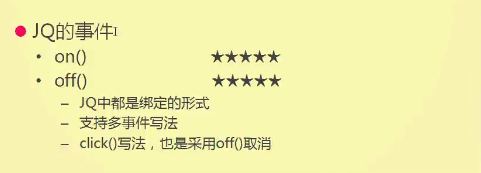 JQ的事件
on() ★★★★★
off() ★★★★★
JQ中都是绑定的形式
支持多事件写法
click()写法，也是采用off()取消